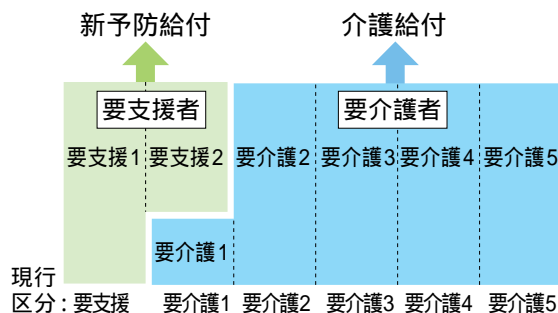 新予防給付 介護給付
要支援者 要介護者
要支援1 要支援2 要介護2 要介護3 要介護4 要介護5
要介護1
現行
区分：要支援 要介護1 要介護2 要介護3 要介護4 要介護5